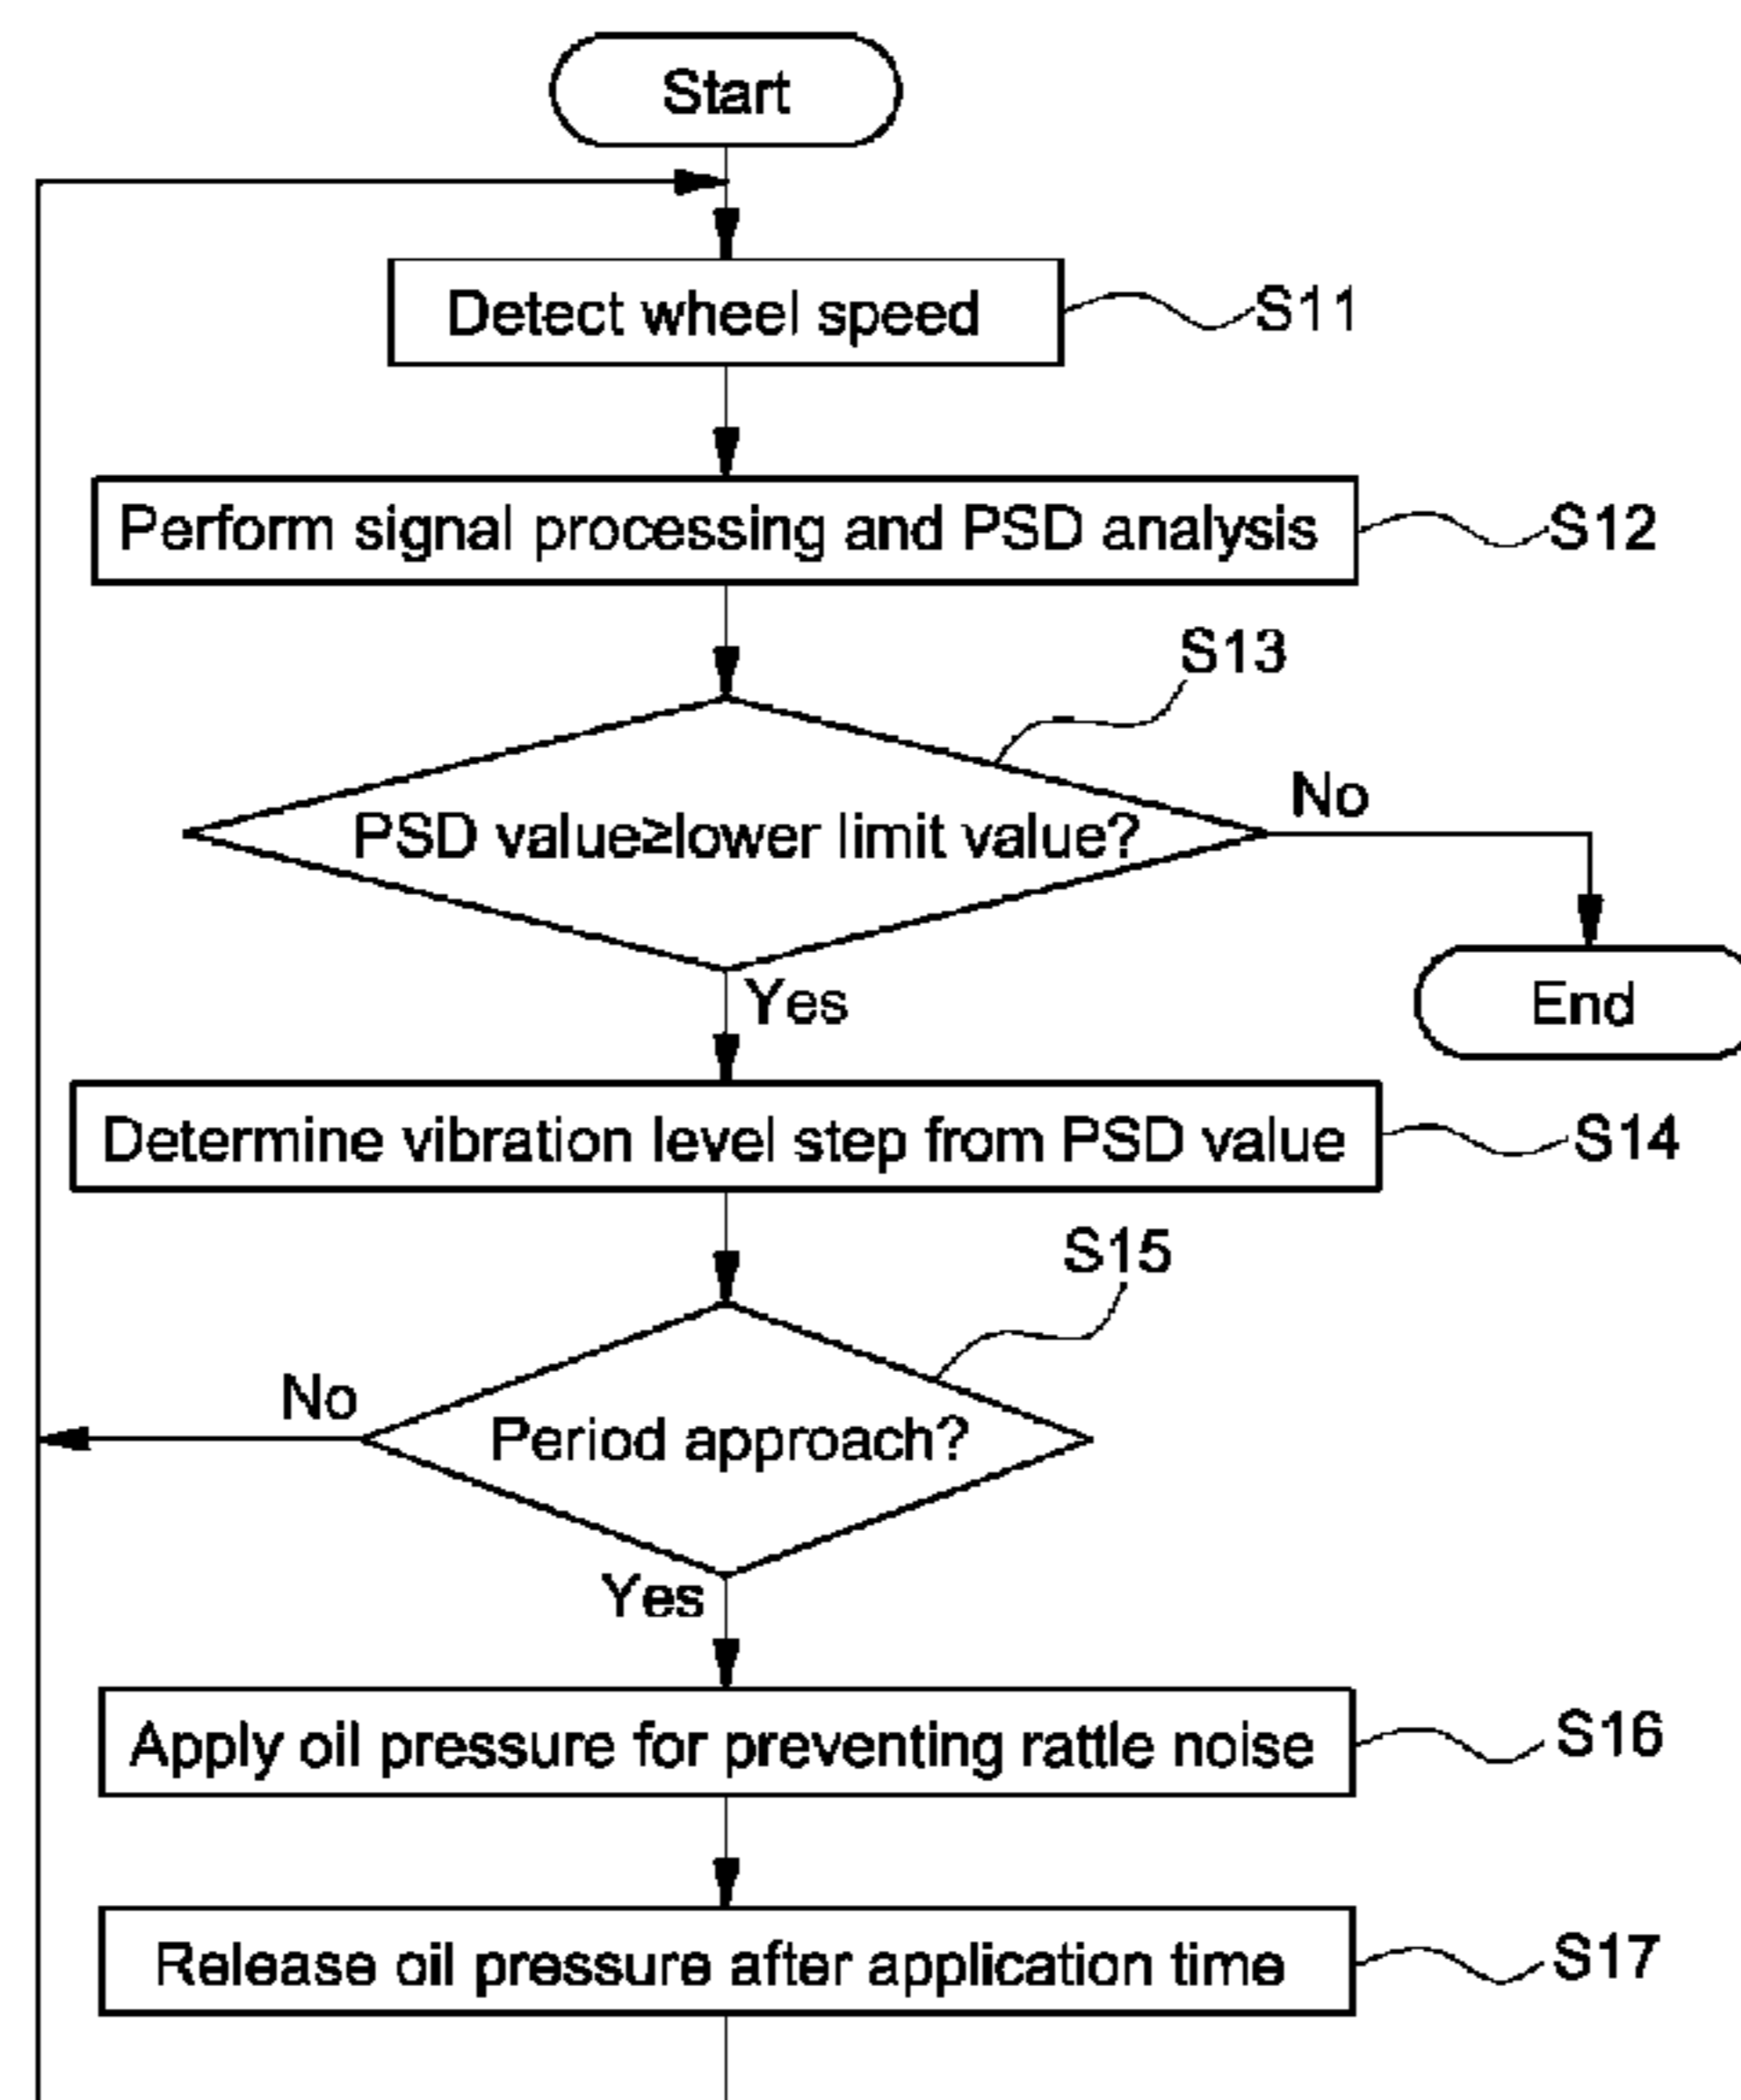 Start
Detect wheel speed
S11
Perform signal processing and PSD analysis
S12
S13
PSD value≥lower limit value?
No
Yes
End
Determine vibration level step from PSD value
S14
S15
No
Period approach?
Yes
Apply oil pressure for preventing rattle noise
S16
Release oil pressure after application time
S17